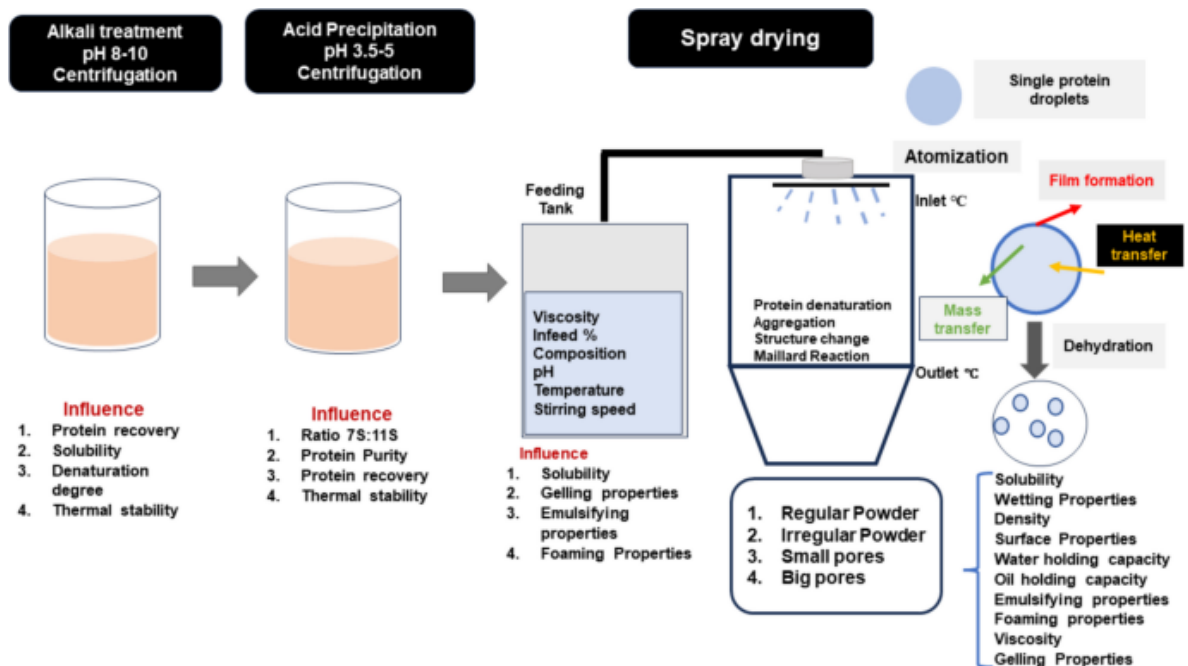 Alkali treatment
pH 8-10
Centrifugation
Acid Precipitation
pH 3.5-5
Centrifugation
Spray drying
Single protein
droplets
Atomization
Feeding
Tank
Inlet ℃
Film formation
Heat
transfer
Mass
transfer
Viscosity
Infeed %
Composition
pH
Temperature
Stirring speed
Protein denaturation
Aggregation
Structure change
Maillard Reaction
Outlet ℃
Dehydration
Influence
1. Protein recovery
2. Solubility
3. Denaturation
degree
4. Thermal stability
Influence
1. Ratio 7S:11S
2. Protein Purity
3. Protein recovery
4. Thermal stability
Influence
1. Solubility
2. Gelling properties
3. Emulsifying
properties
4. Foaming Properties
1. Regular Powder
2. Irregular Powder
3. Small pores
4. Big pores
Solubility
Wetting Properties
Density
Surface Properties
Water holding capacity
Oil holding capacity
Emulsifying properties
Foaming properties
Viscosity
Gelling Properties